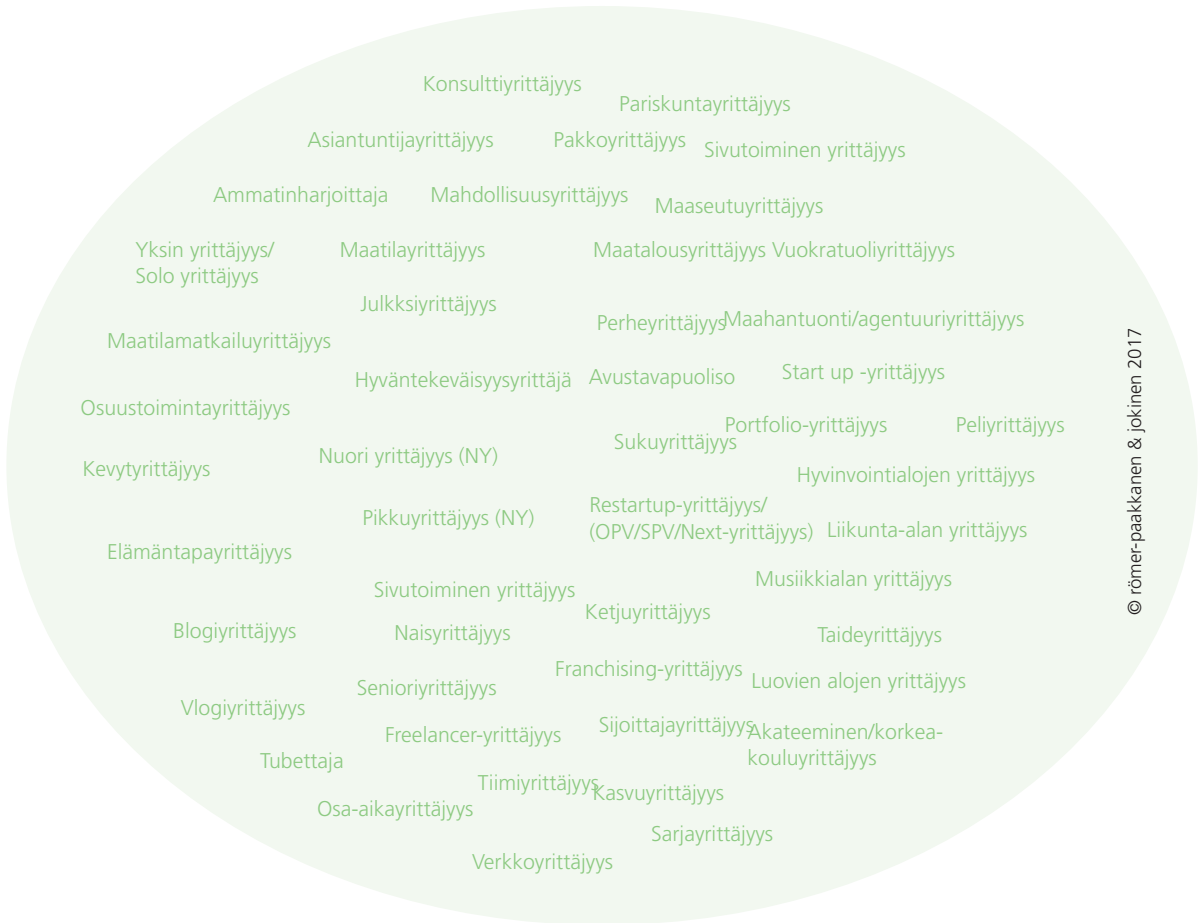 Konsulttiyrittäjyys
Pariskuntayrittäjyys
Asiantuntijayrittäjyys
Pakkoyrittäjyys
Sivutoiminen yrittäjyys
Ammatinharjoittaja
Mahdollisuusyrittäjyys
Maaseutuyrittäjyys
Yksin yrittäjyys/
Solo yrittäjyys
Maatilayrittäjyys
Maatalousyrittäjyys
Vuokratuoliyrittäjyys
Julkksiyrittäjyys
Perheyrittäjyys
Maahantuonti/agentuuriyrittäjyys
Maatilamatkailuyrittäjyys
Hyväntekeväisyysyrittäjä
Avustavapuoliso
Start up -yrittäjyys
Osuustoimintayrittäjyys
Portfolio-yrittäjyys
Peliyrittäjyys
Sukuyrittäjyys
Nuori yrittäjyys (NY)
Kevytyrittäjyys
Hyvinvointialojen yrittäjyys
Pikkuyrittäjyys (NY)
Restartup-yrittäjyys/
(OPV/SPV/Next-yrittäjyys)
Liikunta-alan yrittäjyys
Elämäntapayrittäjyys
Musiikkialan yrittäjyys
Sivutoiminen yrittäjyys
Ketjuyrittäjyys
Blogiyrittäjyys
Naisyrittäjyys
Taideyrittäjyys
Franchising-yrittäjyys
Luovien alojen yrittäjyys
Senioriyrittäjyys
Vlogiyrittäjyys
Sijoittajayrittäjyys
Akateeminen/korkea-
kouluyrittäjyys
Freelancer-yrittäjyys
Tubettaja
Tiimiyrittäjyys
Kasvuyrittäjyys
Osa-aikayrittäjyys
Sarjayrittäjyys
Verkkoyrittäjyys
© römer-paakkanen & jokinen 2017